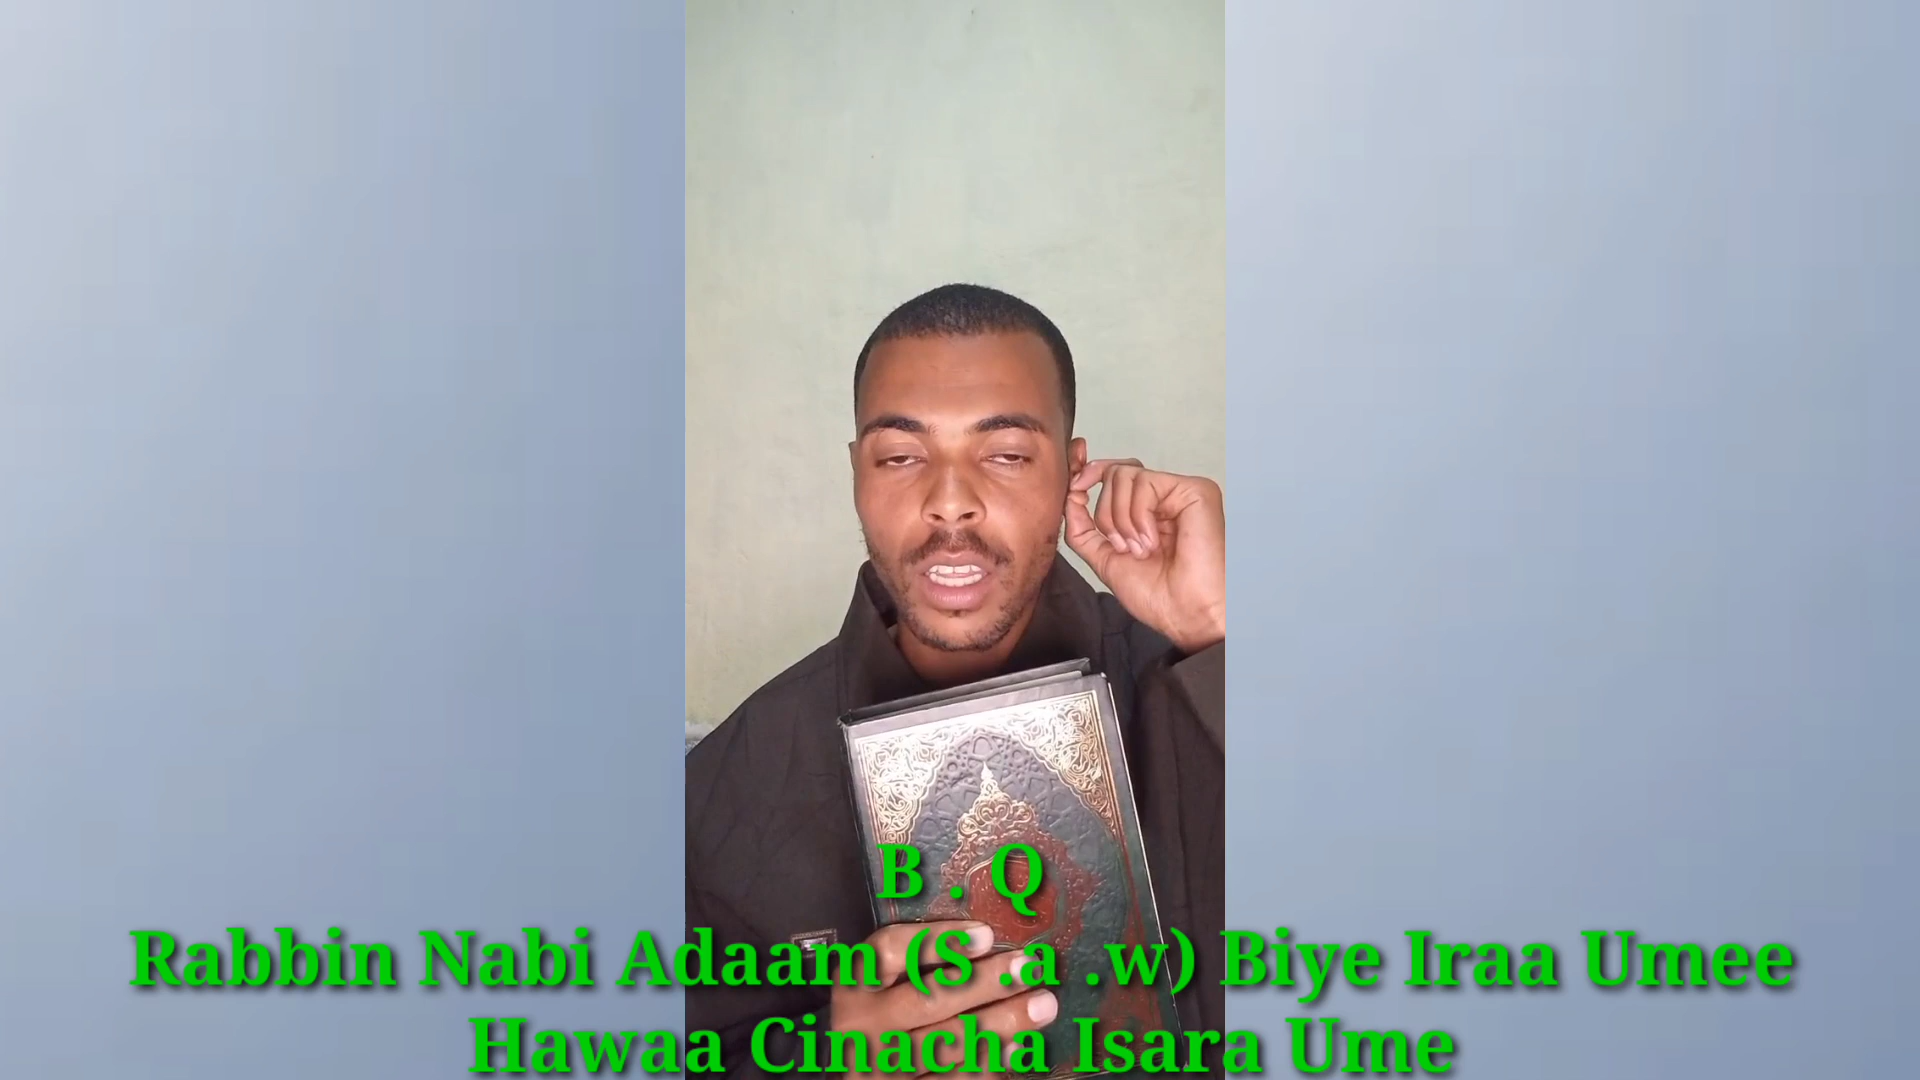 B . Q
Rabbin Nabi Adaam (S .a .w) Biye Iraa Umee
Hawaa Cinacha Isara Ume